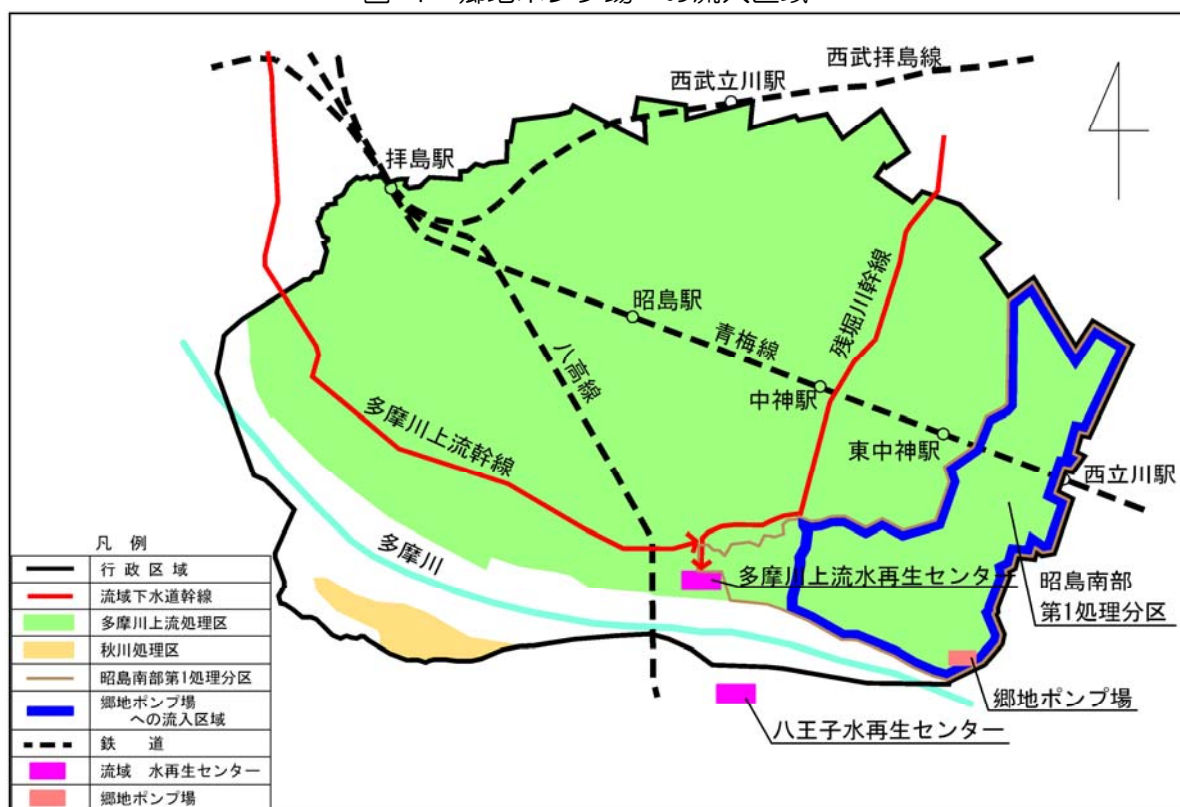 西武拝島線
西武立川駅
拝島駅
残堀川幹線
昭島駅
青梅線
八高線
中神駅
多摩川上流幹線
東中神駅
西立川駅
多摩川
多摩川上流水再生センター
昭島南部
第1処理分区
郷地ポンプ場
八王子水再生センター
凡 例
行 政 区 域
流域下水道幹線
多摩川上流処理区
秋川処理区
昭島南部第1処理分区
郷地ポンプ場
への流入区域
鉄 道
流域 水再生センター
郷地ポンプ場